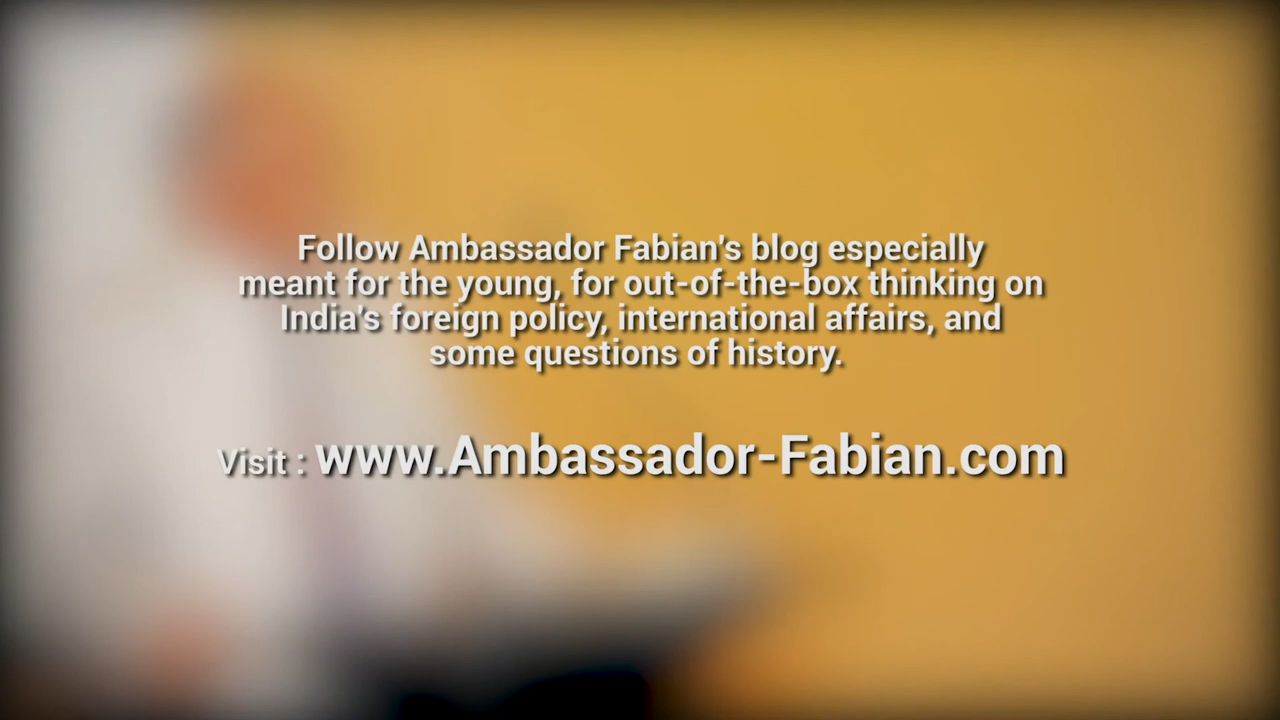 Follow Ambassador Fabian's blog especially
meant for the young, for out-of-the-box thinking on
India's foreign policy, international affairs, and
some questions of history.
Visit : www.Ambassador-Fabian.com